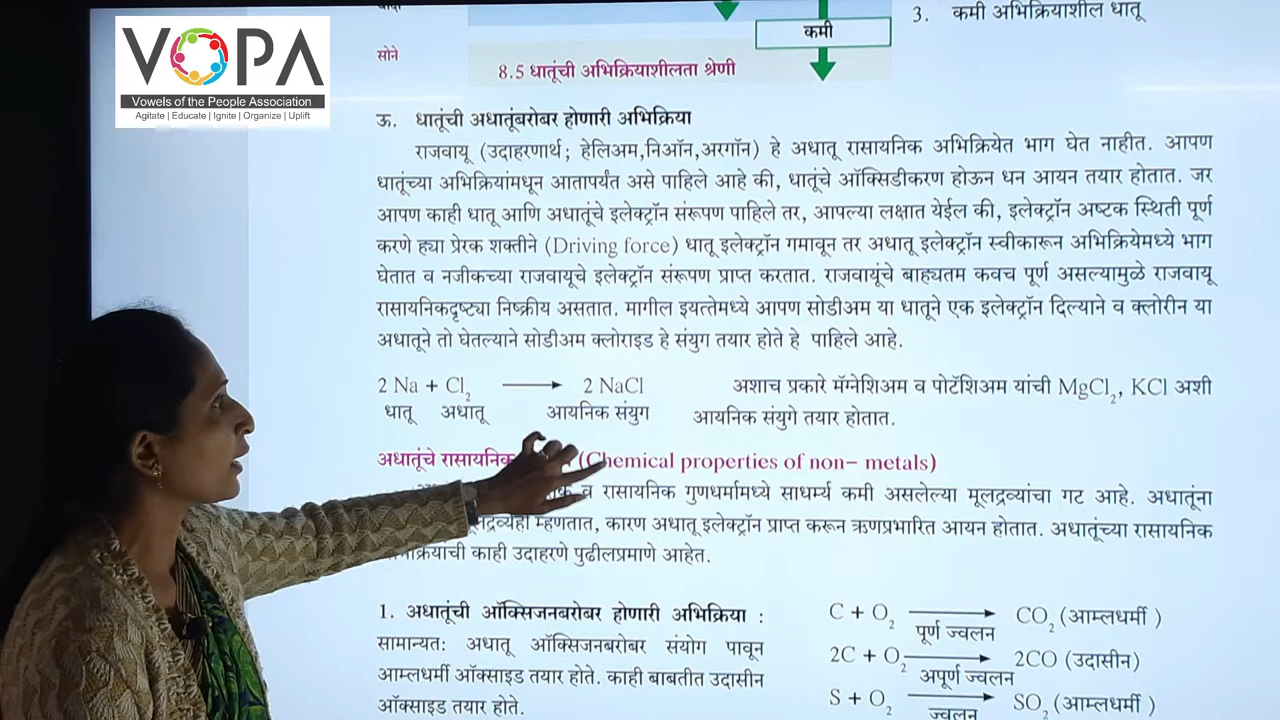 VOPA
Vowels of the People Association
Agitate | Educate | Ignite | Organize | Uplift
सोने
कमी
3. कमी अभिक्रियाशील धातू
8.5 धातूंची अभिक्रियाशीलता श्रेणी
ऊ. धातूंची अधातूंबरोबर होणारी अभिक्रिया
राजवायू (उदाहरणार्थ; हेलिअम,निऑन,अरगॉन) हे अधातू रासायनिक अभिक्रियेत भाग घेत नाहीत. आपण
धातूंच्या अभिक्रियांमधून आतापर्यंत असे पाहिले आहे की, धातूंचे ऑक्सिडीकरण होऊन धन आयन तयार होतात. जर
आपण काही धातू आणि अधातूंचे इलेक्ट्रॉन संरूपण पाहिले तर, आपल्या लक्षात येईल की, इलेक्ट्रॉन अष्टक स्थिती पूर्ण
करणे ह्या प्रेरक शक्तीने (Driving force) धातू इलेक्ट्रॉन गमावून तर अधातू इलेक्ट्रॉन स्वीकारून अभिक्रियेमध्ये भाग
घेतात व नजीकच्या राजवायूचे इलेक्ट्रॉन संरूपण प्राप्त करतात. राजवायूंचे बाह्यतम कवच पूर्ण असल्यामुळे राजवायू
रासायनिकदृष्ट्या निष्क्रीय असतात. मागील इयत्तेमध्ये आपण सोडीअम या धातूने एक इलेक्ट्रॉन दिल्याने व क्लोरीन या
अधातूने तो घेतल्याने सोडीअम क्लोराइड हे संयुग तयार होते हे पाहिले आहे.
2 Na + Cl₂ ⟶ 2 NaCl अशाच प्रकारे मॅग्नेशिअम व पोटॅशिअम यांची MgCl₂, KCl अशी
धातू अधातू आयनिक संयुग आयनिक संयुगे तयार होतात.
अधातूंचे रासायनिक (Chemical properties of non– metals)
व रासायनिक गुणधर्मामध्ये साधर्म्य कमी असलेल्या मूलद्रव्यांचा गट आहे. अधातूंना
म्हणतात, कारण अधातू इलेक्ट्रॉन प्राप्त करून ऋणप्रभारित आयन होतात. अधातूच्या रासायनिक
काही उदाहरणे पुढीलप्रमाणे आहेत.
1. अधातूंची ऑक्सिजनबरोबर होणारी अभिक्रिया :
सामान्यत: अधातू ऑक्सिजनबरोबर संयोग पावून
आम्लधर्मी ऑक्साइड तयार होते. काही बाबतीत उदासीन
ऑक्साइड तयार होते.
C + O₂ ⟶ CO₂ (आम्लधर्मी )
पूर्ण ज्वलन
2C + O₂ ⟶ 2CO (उदासीन)
अपूर्ण ज्वलन
S + O₂ ⟶ SO₂ (आम्लधर्मी )
ज्वलन